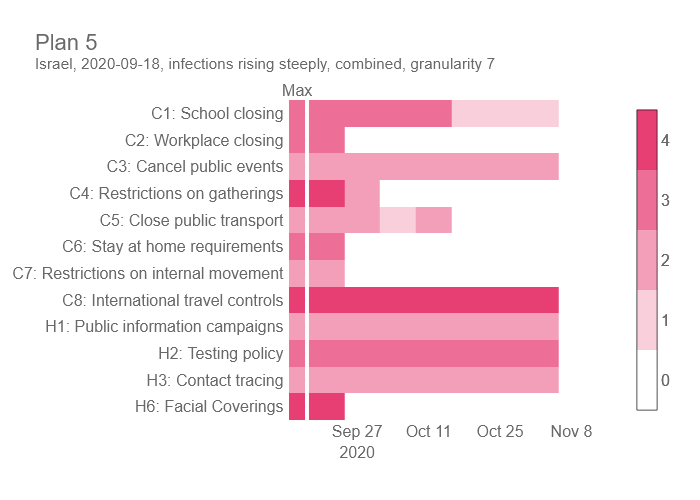 Plan 5
Israel, 2020-09-18, infections rising steeply, combined, granularity 7
Max
C1: School closing
C2: Workplace closing
C3: Cancel public events
C4: Restrictions on gatherings
C5: Close public transport
C6: Stay at home requirements
C7: Restrictions on internal movement
C8: International travel controls
H1: Public information campaigns
H2: Testing policy
H3: Contact tracing
H6: Facial Coverings
Sep 27 Oct 11 Oct 25 Nov 8
2020
4
3
2
1
0